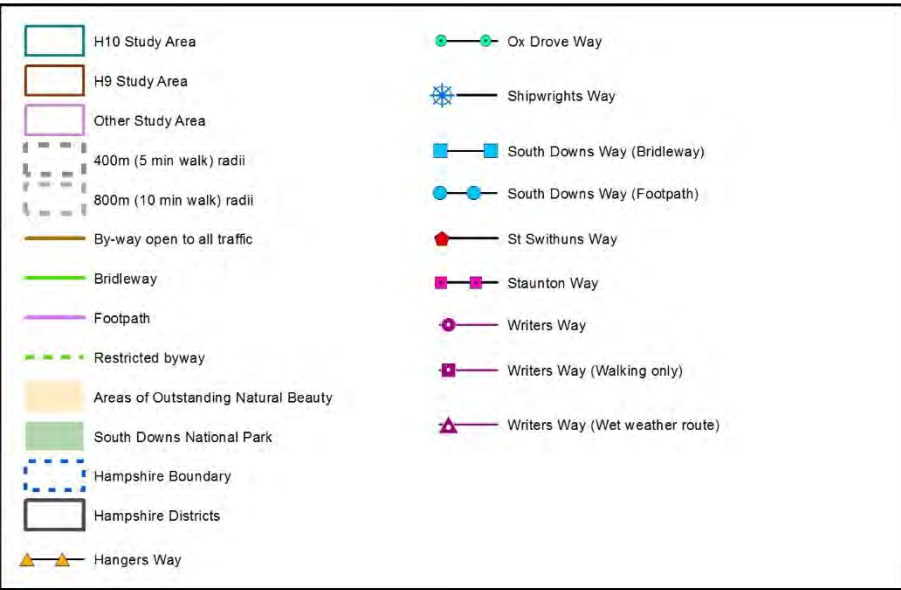 H10 Study Area
H9 Study Area
Other Study Area
400m (5 min walk) radii
800m (10 min walk) radii
By-way open to all traffic
Bridleway
Footpath
Restricted byway
Areas of Outstanding Natural Beauty
South Downs National Park
Hampshire Boundary
Hampshire Districts
Hangers Way
Ox Drove Way
Shipwrights Way
South Downs Way (Bridleway)
South Downs Way (Footpath)
St Swithuns Way
Staunton Way
Writers Way
Writers Way (Walking only)
Writers Way (Wet weather route)